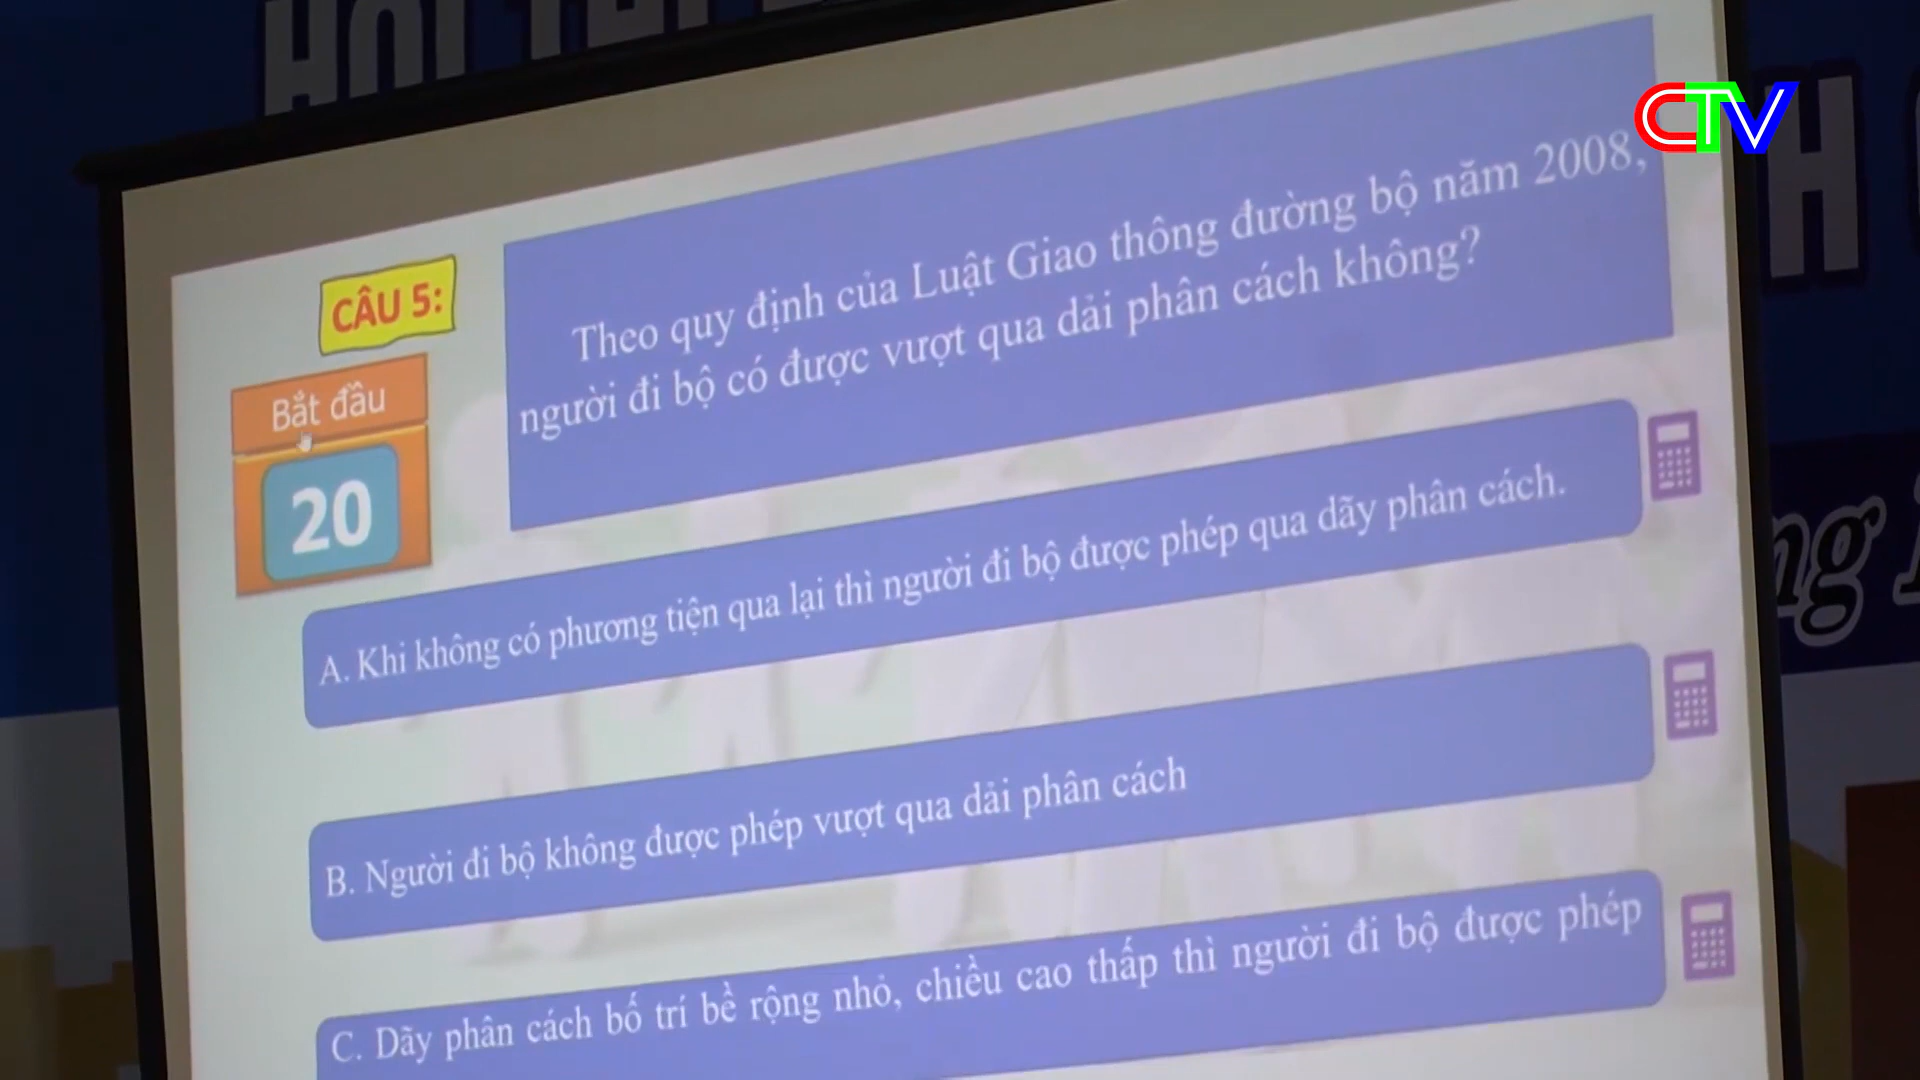 HỘI THI
CTV
CÂU 5:
Theo quy định của Luật Giao thông đường bộ năm 2008,
người đi bộ có được vượt qua dải phân cách không?
Bắt đầu
20
A. Khi không có phương tiện qua lại thì người đi bộ được phép qua dãy phân cách.
B. Người đi bộ không được phép vượt qua dải phân cách
C. Dãy phân cách bố trí bề rộng nhỏ, chiều cao thấp thì người đi bộ được phép